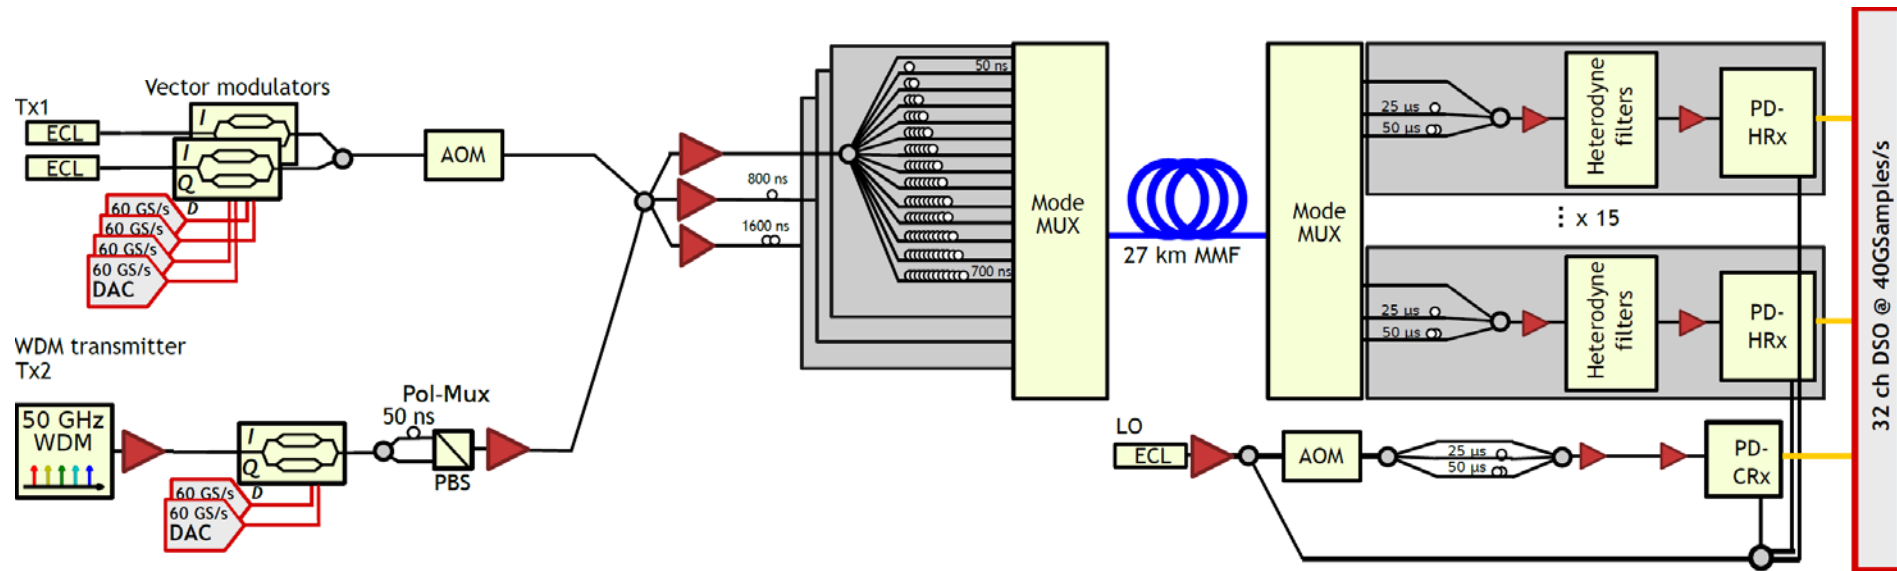 Vector modulators
Tx1
ECL
ECL
I
I
Q
D
60 GS/s
60 GS/s
60 GS/s
60 GS/s
DAC
AOM
WDM transmitter
Tx2
50 GHz
WDM
I
Q
D
60 GS/s
60 GS/s
DAC
Pol-Mux
50 ns
PBS
800 ns
1600 ns
50 ns
700 ns
Mode
MUX
27 km MMF
Mode
MUX
25 µs
50 µs
Heterodyne
filters
PD-
HRx
⋮ x 15
25 µs
50 µs
Heterodyne
filters
PD-
HRx
LO
ECL
AOM
25 µs
50 µs
PD-
CRx
32 ch DSO @ 40GSamples/s